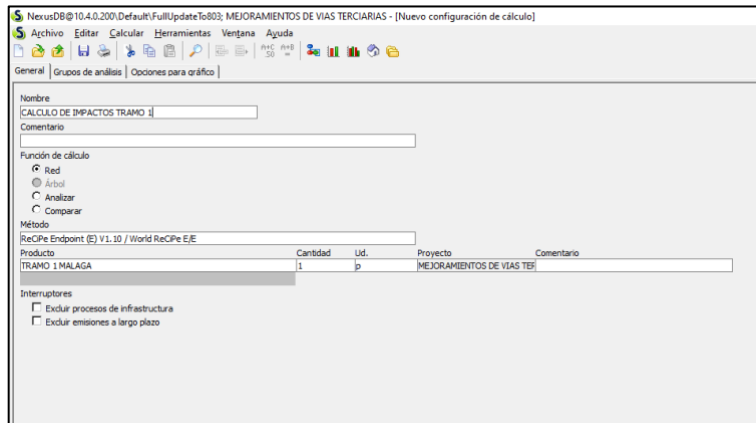 NexusDB@10.4.0.200\Default\FullUpdateTo803; MEJORAMIENTOS DE VIAS TERCIARIAS - [Nuevo configuración de cálculo]
Archivo Editar Calcular Herramientas Ventana Ayuda
General Grupos de análisis Opciones para gráfico
Nombre
CALCULO DE IMPACTOS TRAMO 1
Comentario
Función de cálculo
Red
Árbol
Analizar
Comparar
Método
ReCiPe Endpoint (E) V1.10 / World ReCiPe E/E
Producto Cantidad Ud. Proyecto Comentario
TRAMO 1 MALAGA 1 p MEJORAMIENTOS DE VIAS TER
Interruptores
Excluir procesos de infrastructura
Excluir emisiones a largo plazo